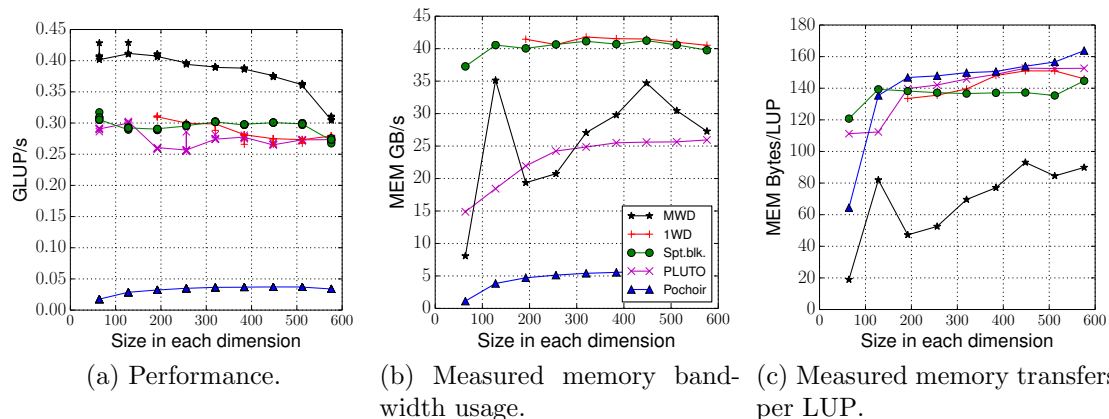 0.45
0.40
0.35
0.30
0.25
0.20
0.15
0.10
0.05
0.00
GLUP/s
0 100 200 300 400 500 600
Size in each dimension
(a) Performance.
45
40
35
30
25
20
15
10
5
0
MEM GB/s
MWD
1WD
Spt.blk.
PLUTO
Pochoir
0 100 200 300 400 500 600
Size in each dimension
(b) Measured memory band-
width usage.
180
160
140
120
100
80
60
40
20
0
MEM Bytes/LUP
0 100 200 300 400 500 600
Size in each dimension
(c) Measured memory transfers
per LUP.